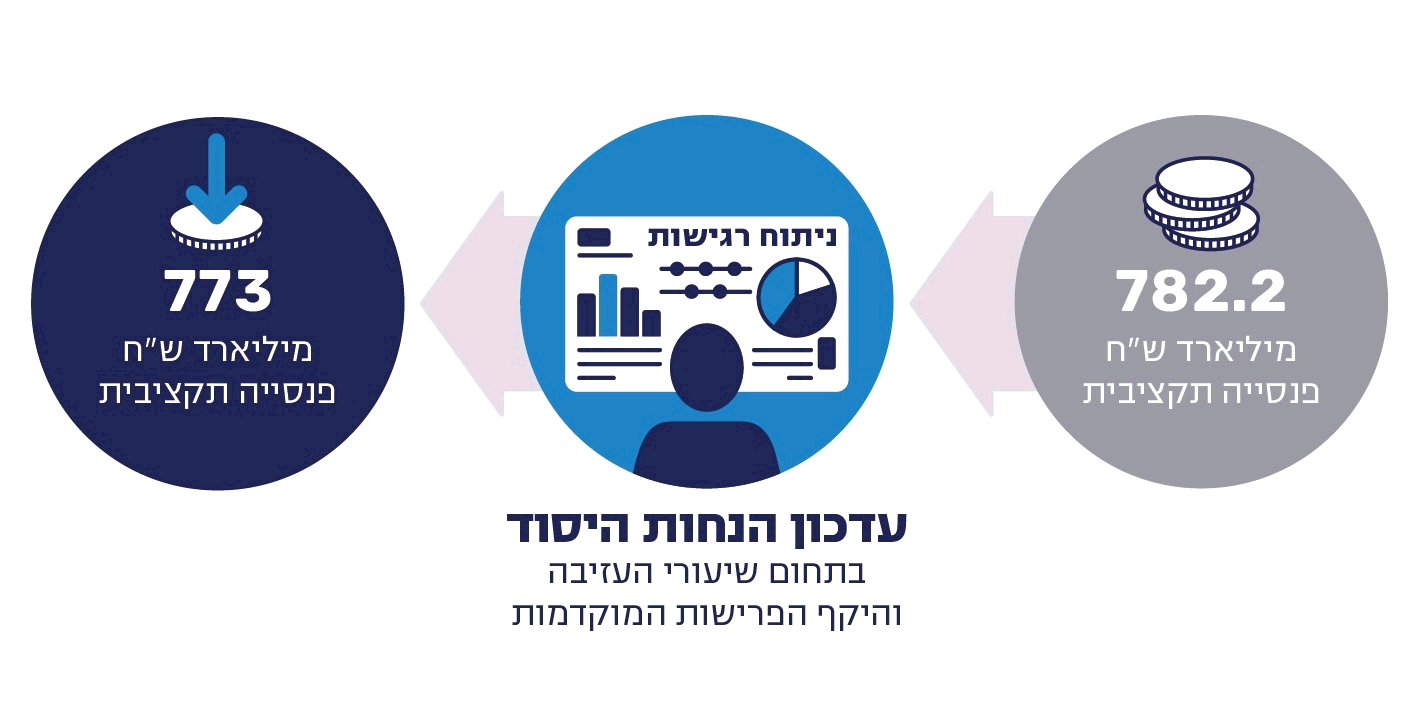 782.2
מיליארד ש״ח
פנסייה תקציבית
ניתוח רגישות
עדכון הנחות היסוד
בתחום שיעורי העזיבה
והיקף הפרישות המוקדמות
773
מיליארד ש״ח
פנסייה תקציבית